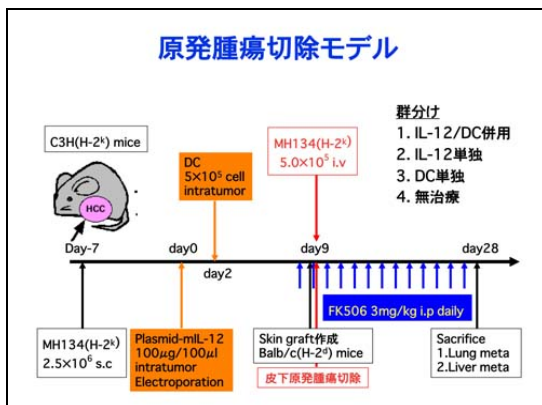 原発腫瘍切除モデル
C3H(H-2k) mice
HCC
Day-7
MH134(H-2k)
2.5×10⁶ s.c
DC
5×10⁵ cell
intratumor
day0
day2
Plasmid-mIL-12
100μg/100μl
intratumor
Electroporation
MH134(H-2k)
5.0×10⁵ i.v
day9
Skin graft作成
Balb/c(H-2d) mice
皮下原発腫瘍切除
群分け
1. IL-12/DC併用
2. IL-12単独
3. DC単独
4. 無治療
day28
FK506 3mg/kg i.p daily
Sacrifice
1.Lung meta
2.Liver meta